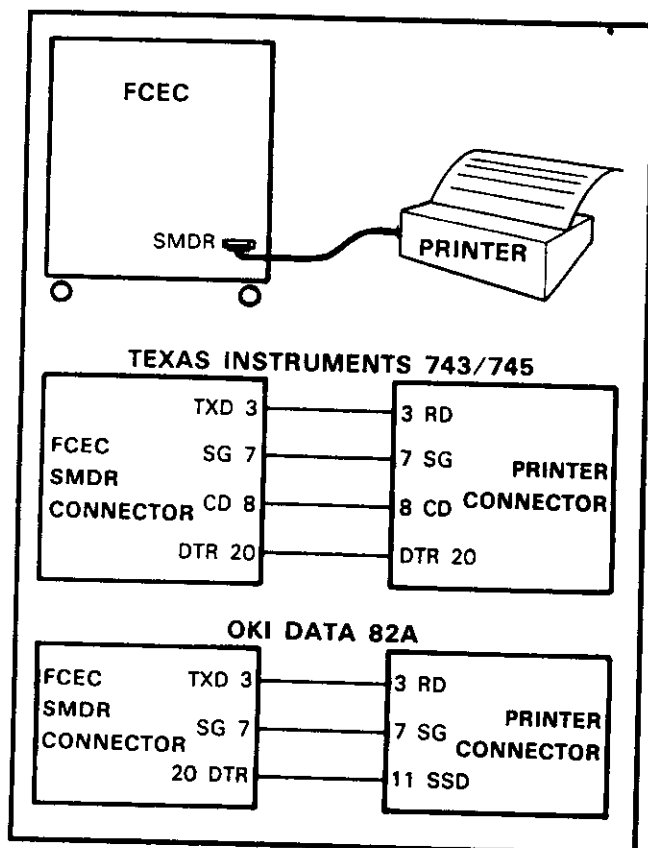 FCEC
SMDR
PRINTER
TEXAS INSTRUMENTS 743/745
FCEC
SMDR
CONNECTOR
TXD 3
SG 7
CD 8
DTR 20
3 RD
7 SG
8 CD
DTR 20
PRINTER
CONNECTOR
OKI DATA 82A
FCEC
SMDR
CONNECTOR
TXD 3
SG 7
20 DTR
3 RD
7 SG
11 SSD
PRINTER
CONNECTOR